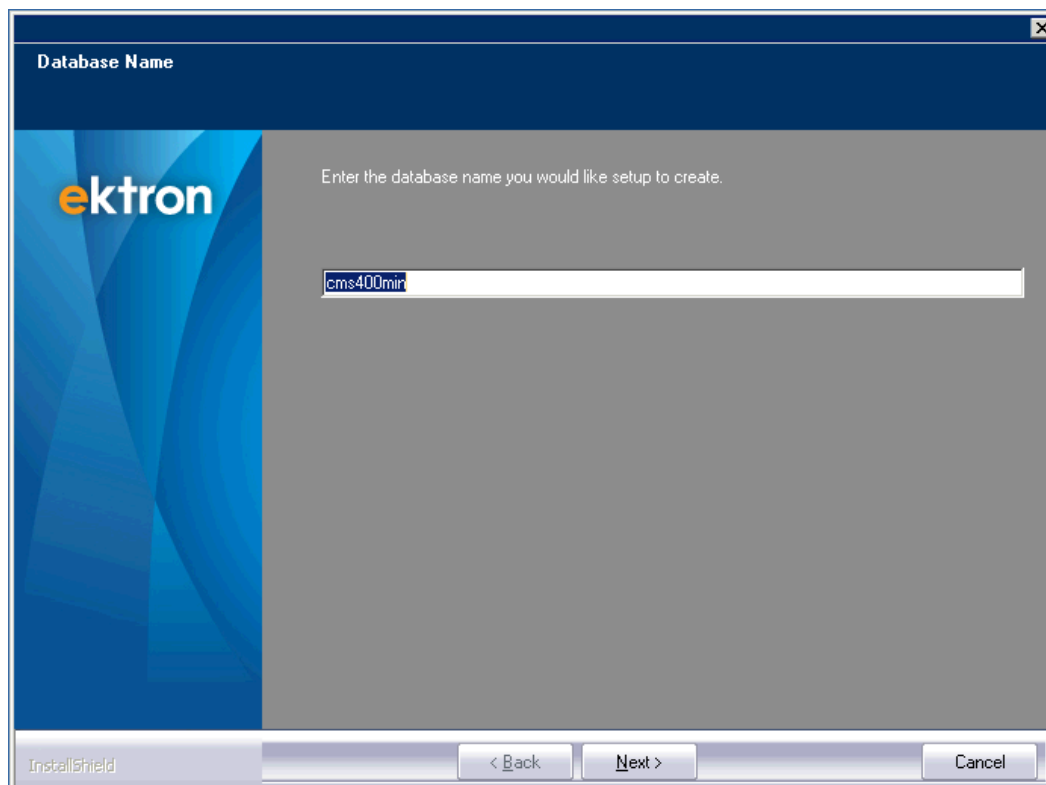 Database Name
ektron
Enter the database name you would like setup to create.
cms400min
InstallShield
< Back
Next >
Cancel